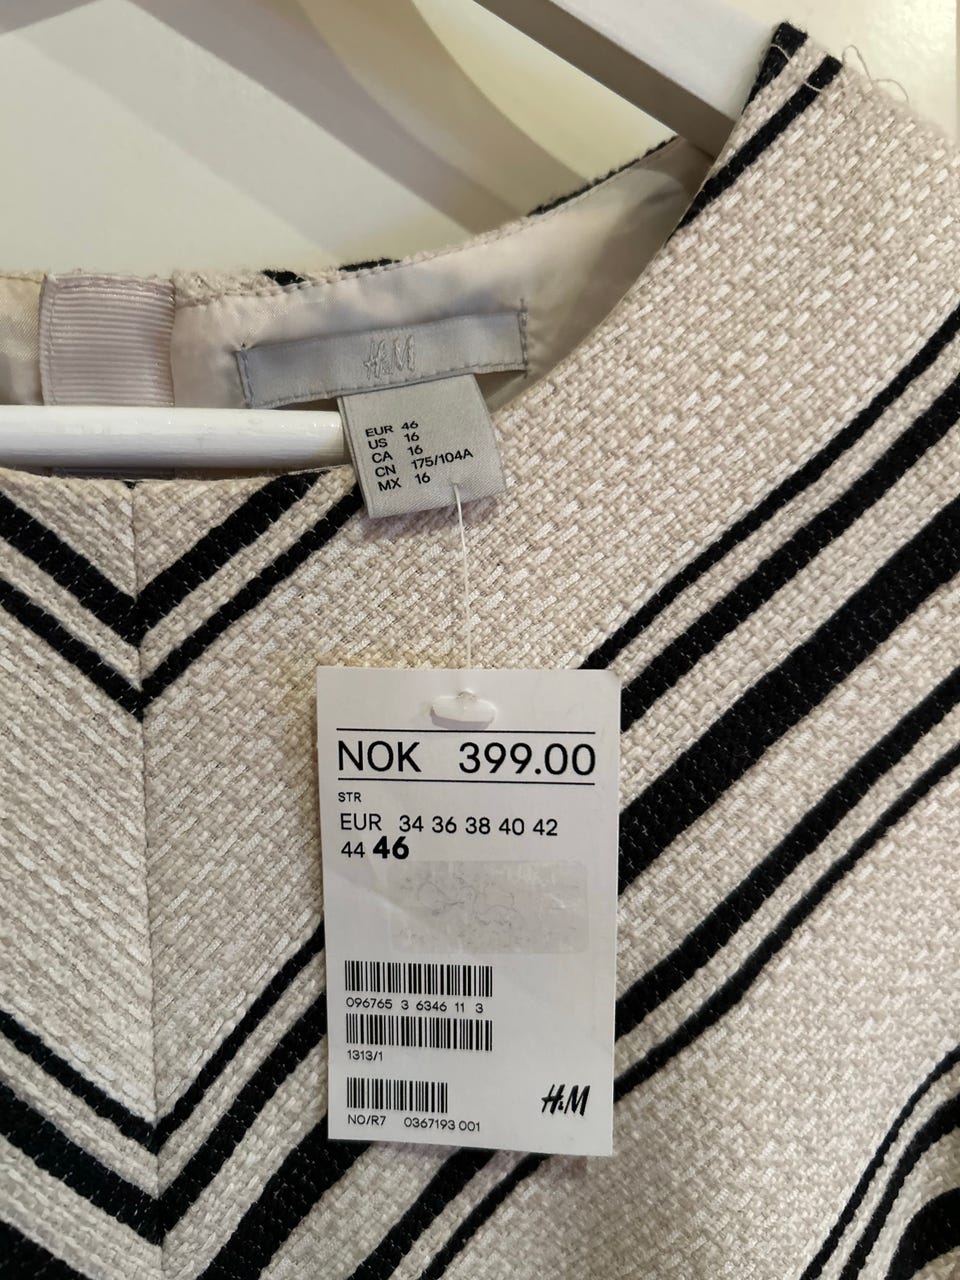 H&M
EUR 46
US 16
CA 16
CN 175/104A
MX 16
NOK 399.00
STR
EUR 34 36 38 40 42
44 46
096765 3 6346 11 3
1313/1
H&M
NO/R7 0367193 001